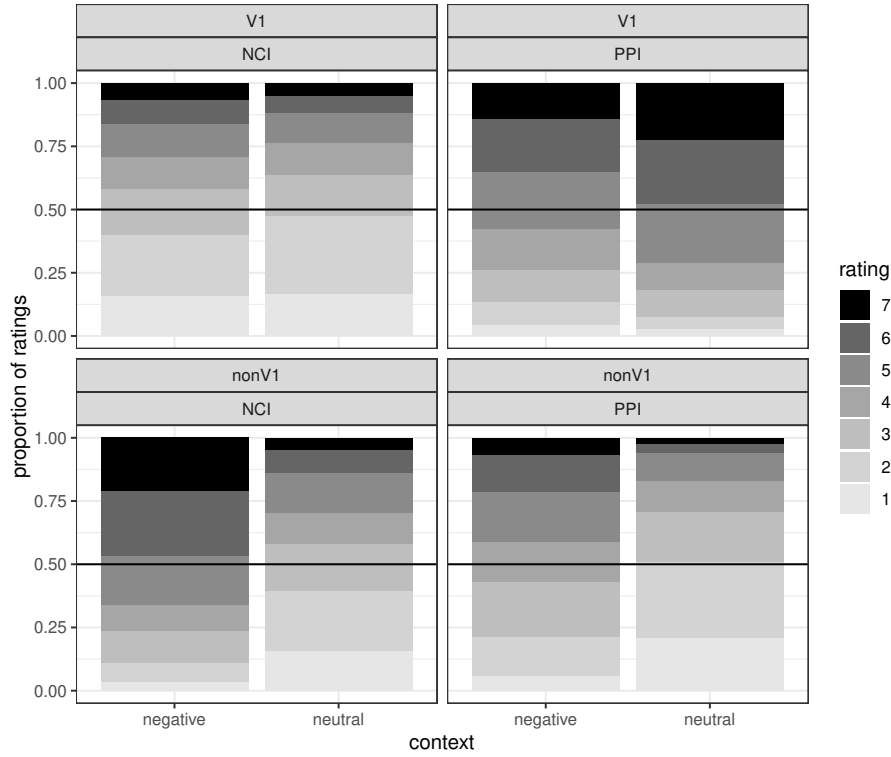 V1
V1
NCI
PPI
1.00
0.75
0.50
0.25
0.00
nonV1
nonV1
NCI
PPI
1.00
0.75
0.50
0.25
0.00
negative
neutral
negative
neutral
context
proportion of ratings
rating
7
6
5
4
3
2
1